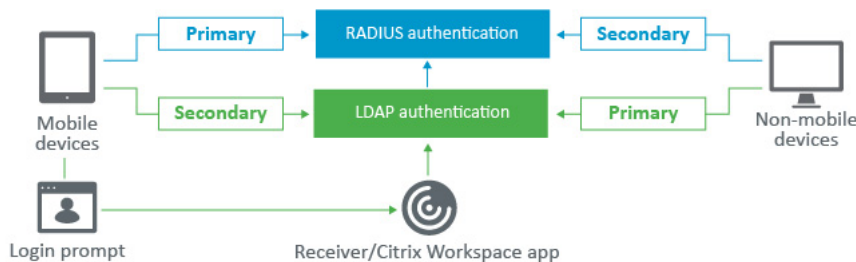 Primary
RADIUS authentication
Secondary
Secondary
LDAP authentication
Primary
Mobile
devices
Non-mobile
devices
Login prompt
Receiver/Citrix Workspace app